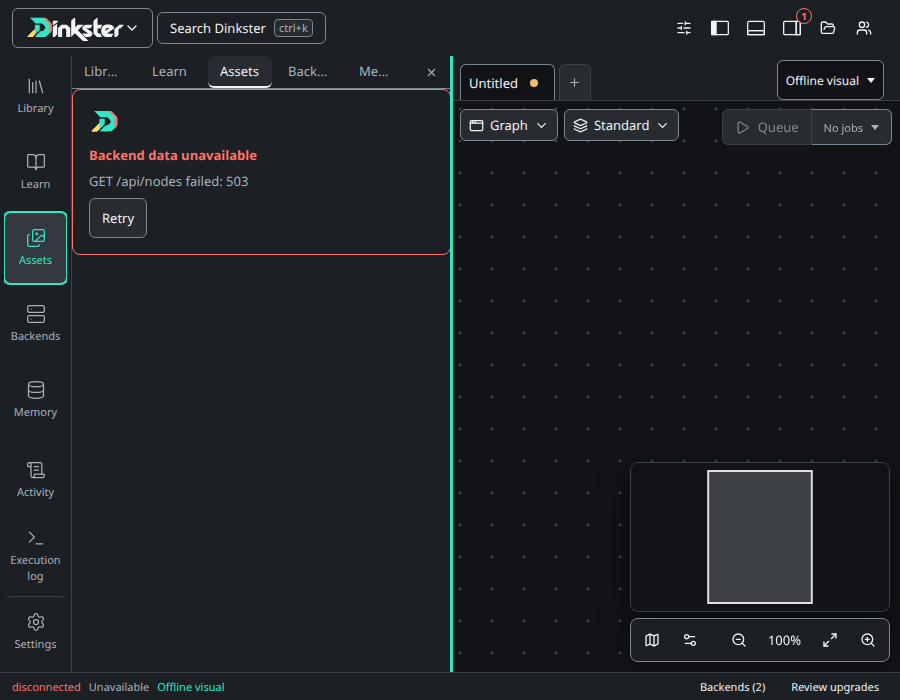 Dinkster
Search Dinkster ctrl+k
1
Libr...
Learn
Assets
Back...
Me...
Untitled
+
Offline visual
Library
Learn
Assets
Backends
Memory
Activity
Execution
log
Settings
Backend data unavailable
GET /api/nodes failed: 503
Retry
Graph
Standard
Queue
No jobs
100%
disconnected Unavailable Offline visual
Backends (2)
Review upgrades